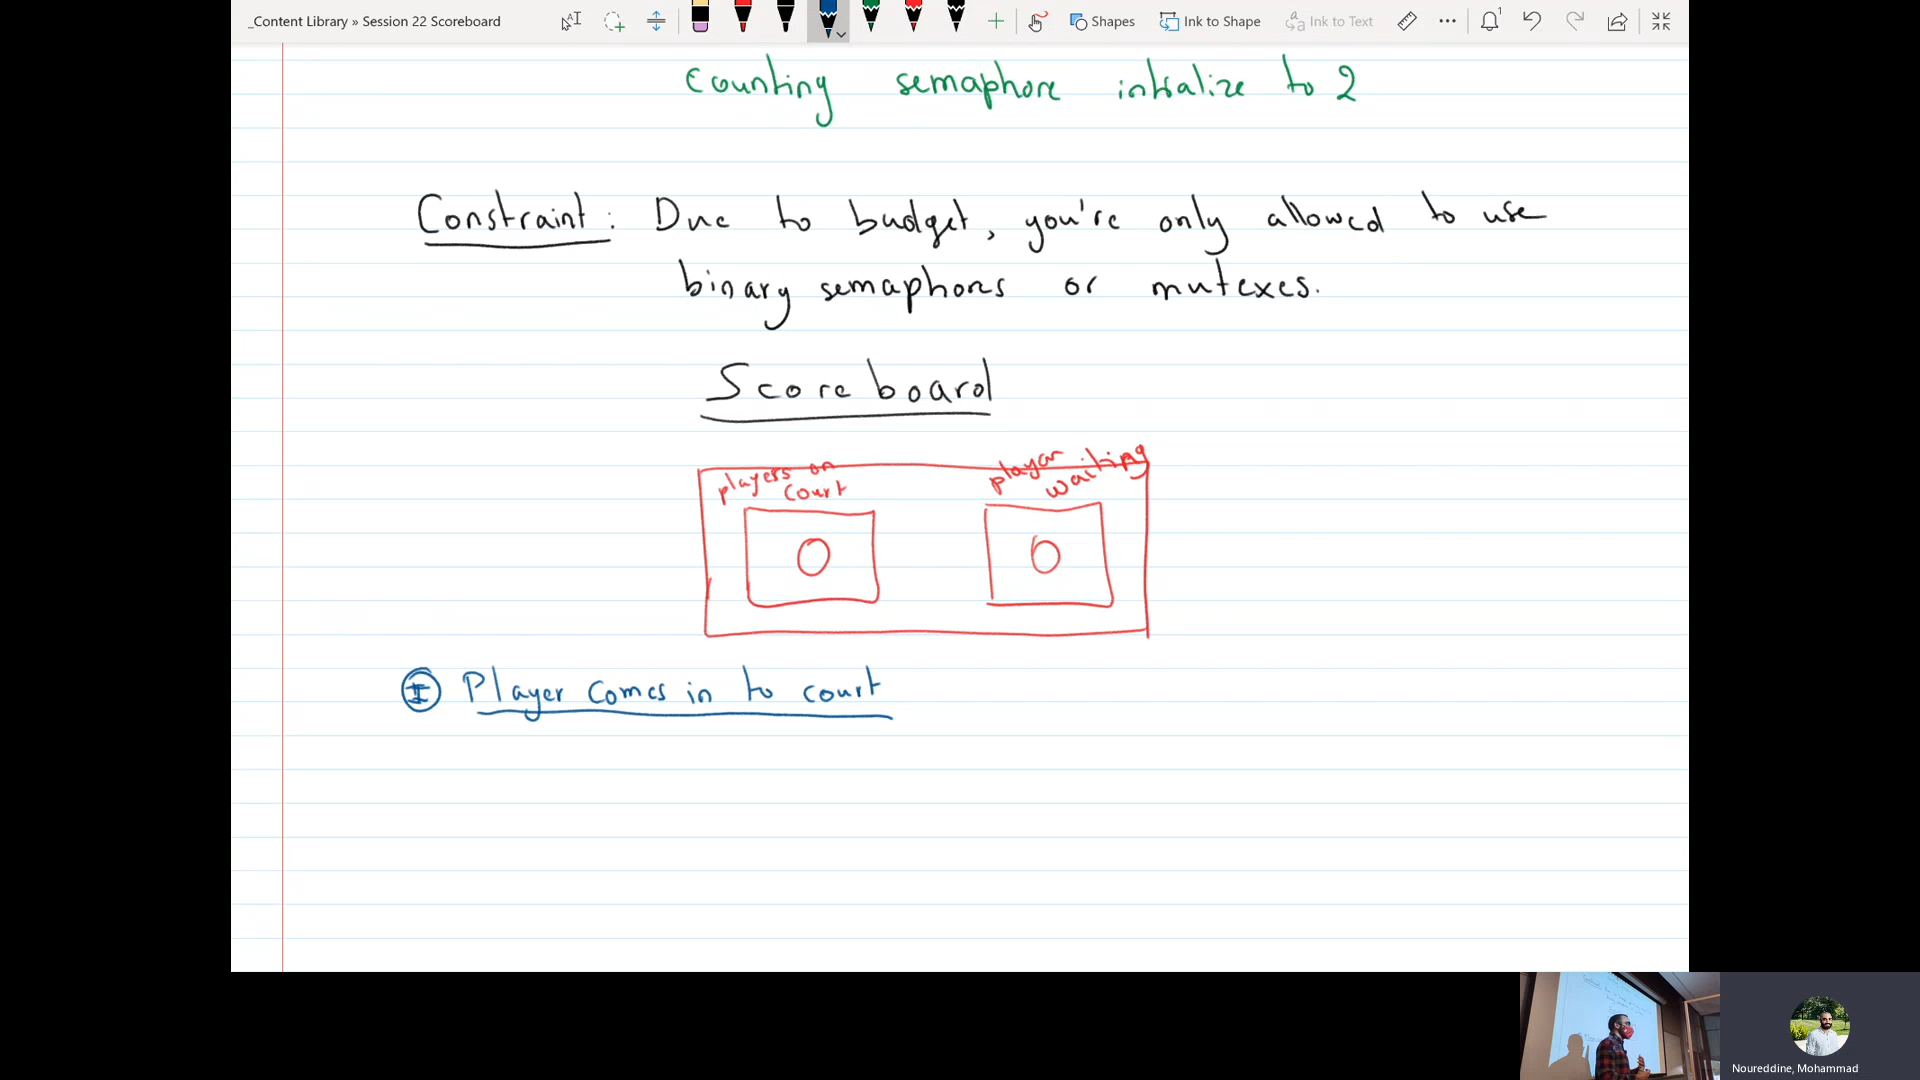 _Content Library » Session 22 Scoreboard
Shapes
Ink to Shape
Ink to Text
1
Counting semaphore intialize to 2
Constraint: Due to budget, you're only allowed to use
binary semaphores or mutexes.
Scoreboard
players on
court
player waiting
0
0
I Player comes in to court
Noureddine, Mohammad